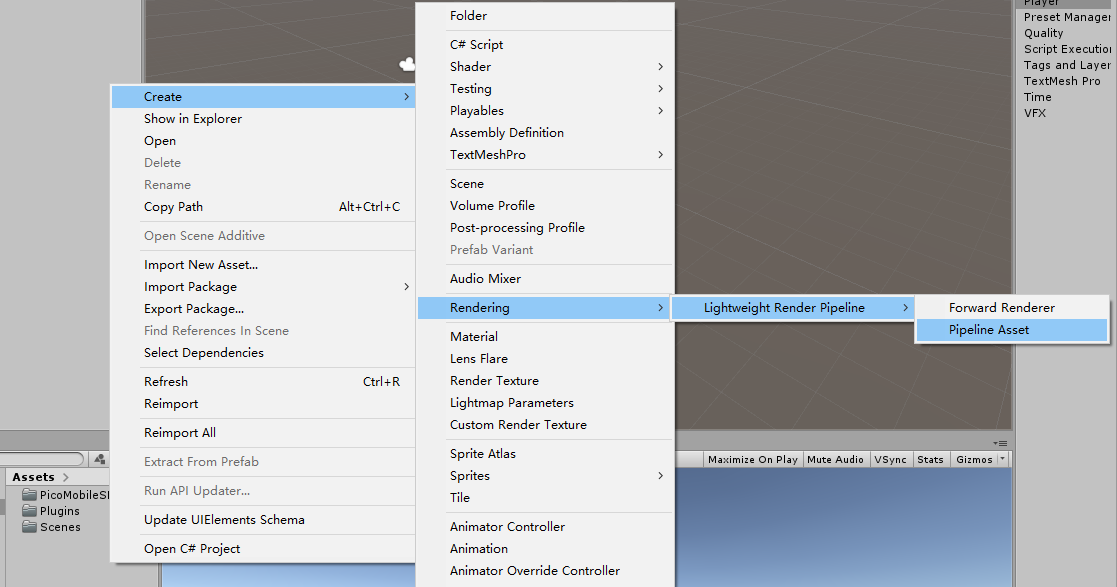 Create
Show in Explorer
Open
Delete
Rename
Copy Path Alt+Ctrl+C
Open Scene Additive
Import New Asset...
Import Package
Export Package...
Find References In Scene
Select Dependencies
Refresh Ctrl+R
Reimport
Reimport All
Extract From Prefab
Run API Updater...
Update UIElements Schema
Open C# Project
Folder
C# Script
Shader
Testing
Playables
Assembly Definition
TextMeshPro
Scene
Volume Profile
Post-processing Profile
Prefab Variant
Audio Mixer
Rendering
Material
Lens Flare
Render Texture
Lightmap Parameters
Custom Render Texture
Sprite Atlas
Sprites
Tile
Animator Controller
Animation
Animator Override Controller
Lightweight Render Pipeline
Forward Renderer
Pipeline Asset
Player
Preset Manager
Quality
Script Execution
Tags and Layer
TextMesh Pro
Time
VFX
Maximize On Play Mute Audio VSync Stats Gizmos
Assets
PicoMobileSI
Plugins
Scenes